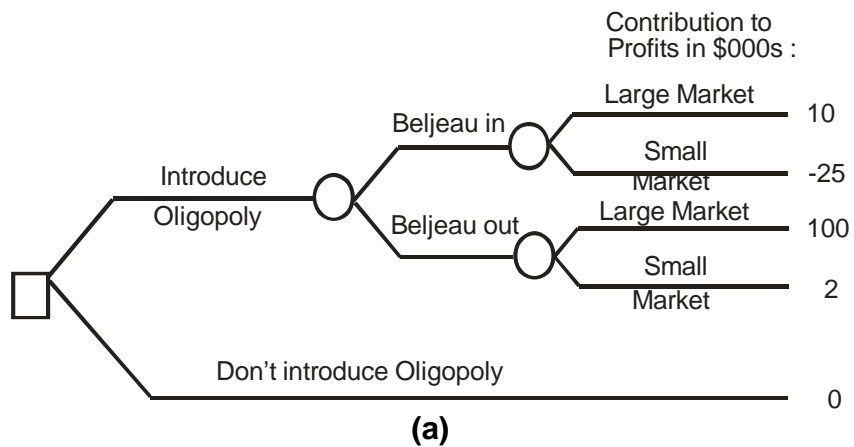 Contribution to
Profits in $000s :
Large Market
10
Beljeau in
Small
Market
-25
Introduce
Oligopoly
Large Market
100
Beljeau out
Small
Market
2
Don't introduce Oligopoly
0
(a)